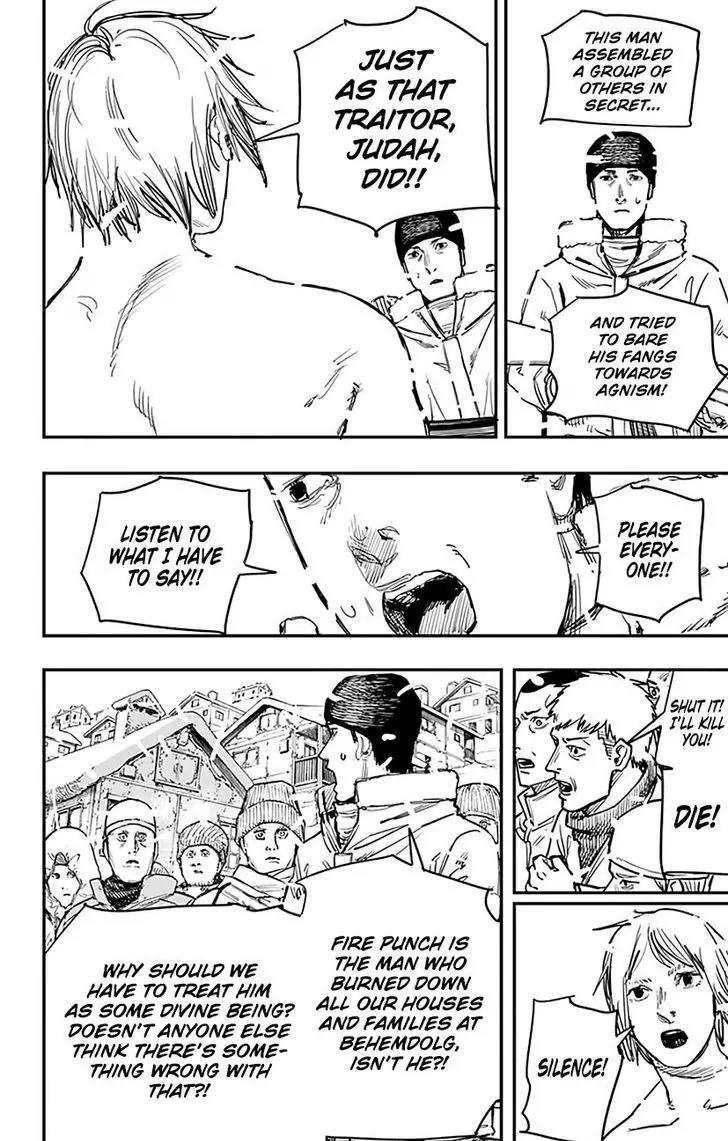 THIS MAN
ASSEMBLED
A GROUP OF
OTHERS IN
SECRET...
AND TRIED
TO BARE
HIS FANGS
TOWARDS
AGNISM!
JUST
AS THAT
TRAITOR,
JUDAH,
DID!!
PLEASE
EVERY-
ONE!!
LISTEN TO
WHAT I HAVE
TO SAY!!
SHUT IT!
I'LL KILL
YOU!
DIE!
SILENCE!
FIRE PUNCH IS
THE MAN WHO
BURNED DOWN
ALL OUR HOUSES
AND FAMILIES AT
BEHEMDOLG,
ISN'T HE?!
WHY SHOULD WE
HAVE TO TREAT HIM
AS SOME DIVINE BEING?
DOESN'T ANYONE ELSE
THINK THERE'S SOME-
THING WRONG WITH
THAT?!